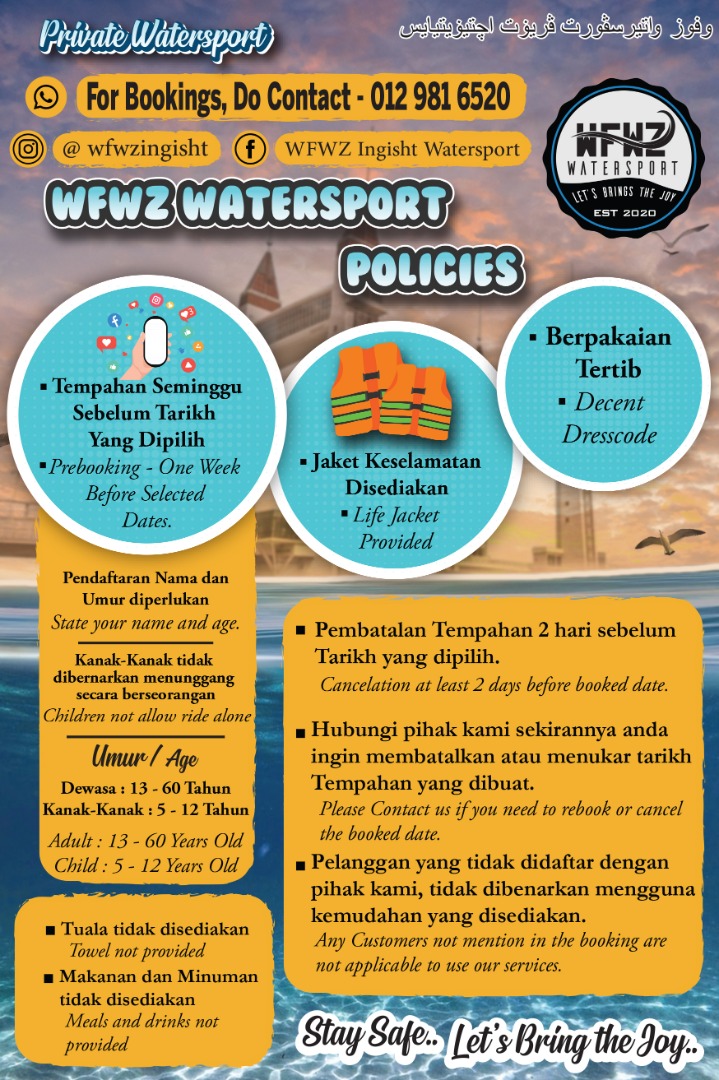 Private Watersport
وفوز واتيرسڤورت ڤريۏت اچتيۏيتيايس
For Bookings, Do Contact - 012 981 6520
@ wfwzingisht
WFWZ Ingisht Watersport
WFWZ
WATERSPORT
LET'S BRINGS THE JOY
EST 2020
WFWZ WATERSPORT
POLICIES
▪ Tempahan Seminggu
Sebelum Tarikh
Yang Dipilih
▪ Prebooking - One Week
Before Selected
Dates.
▪ Jaket Keselamatan
Disediakan
▪ Life Jacket
Provided
▪ Berpakaian
Tertib
▪ Decent
Dresscode
Pendaftaran Nama dan
Umur diperlukan
State your name and age.
Kanak-Kanak tidak
dibernarkan menunggang
secara berseorangan
Children not allow ride alone
Umur / Age
Dewasa : 13 - 60 Tahun
Kanak-Kanak : 5 - 12 Tahun
Adult : 13 - 60 Years Old
Child : 5 - 12 Years Old
▪ Tuala tidak disediakan
Towel not provided
▪ Makanan dan Minuman
tidak disediakan
Meals and drinks not
provided
▪ Pembatalan Tempahan 2 hari sebelum
Tarikh yang dipilih.
Cancelation at least 2 days before booked date.
▪ Hubungi pihak kami sekirannya anda
ingin membatalkan atau menukar tarikh
Tempahan yang dibuat.
Please Contact us if you need to rebook or cancel
the booked date.
▪ Pelanggan yang tidak didaftar dengan
pihak kami, tidak dibenarkan mengguna
kemudahan yang disediakan.
Any Customers not mention in the booking are
not applicable to use our services.
Stay Safe.. Let's Bring the Joy..